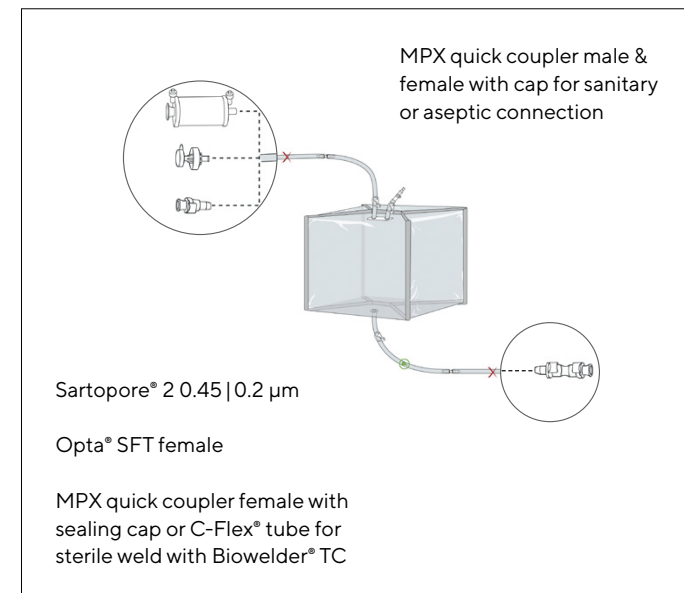 MPX quick coupler male &
female with cap for sanitary
or aseptic connection
Sartopore® 2 0.45 | 0.2 µm
Opta® SFT female
MPX quick coupler female with
sealing cap or C-Flex® tube for
sterile weld with Biowelder® TC